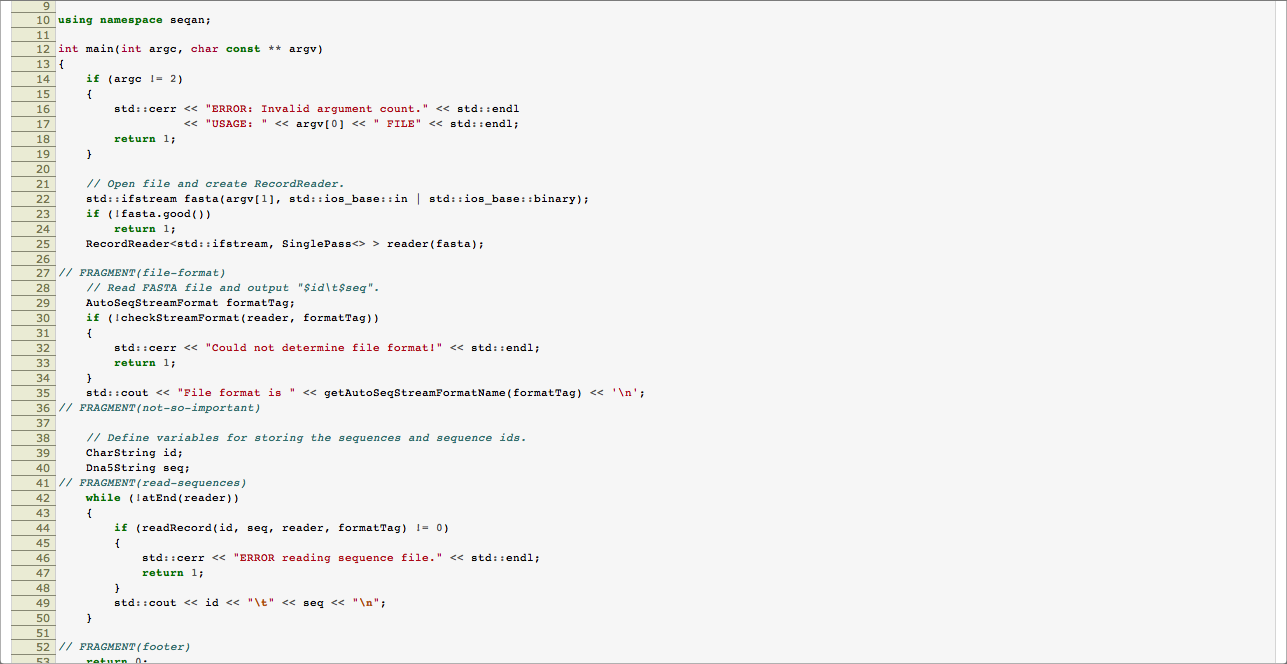 9
10 using namespace seqan;
11
12 int main(int argc, char const ** argv)
13 {
14     if (argc != 2)
15     {
16         std::cerr << "ERROR: Invalid argument count." << std::endl
17                   << "USAGE: " << argv[0] << " FILE" << std::endl;
18         return 1;
19     }
20
21     // Open file and create RecordReader.
22     std::ifstream fasta(argv[1], std::ios_base::in | std::ios_base::binary);
23     if (!fasta.good())
24         return 1;
25     RecordReader<std::ifstream, SinglePass<> > reader(fasta);
26
27 // FRAGMENT(file-format)
28     // Read FASTA file and output "$id\t$seq".
29     AutoSeqStreamFormat formatTag;
30     if (!checkStreamFormat(reader, formatTag))
31     {
32         std::cerr << "Could not determine file format!" << std::endl;
33         return 1;
34     }
35     std::cout << "File format is " << getAutoSeqStreamFormatName(formatTag) << '\n';
36 // FRAGMENT(not-so-important)
37
38     // Define variables for storing the sequences and sequence ids.
39     CharString id;
40     Dna5String seq;
41 // FRAGMENT(read-sequences)
42     while (!atEnd(reader))
43     {
44         if (readRecord(id, seq, reader, formatTag) != 0)
45         {
46             std::cerr << "ERROR reading sequence file." << std::endl;
47             return 1;
48         }
49         std::cout << id << "\t" << seq << "\n";
50     }
51
52 // FRAGMENT(footer)
53     return 0;